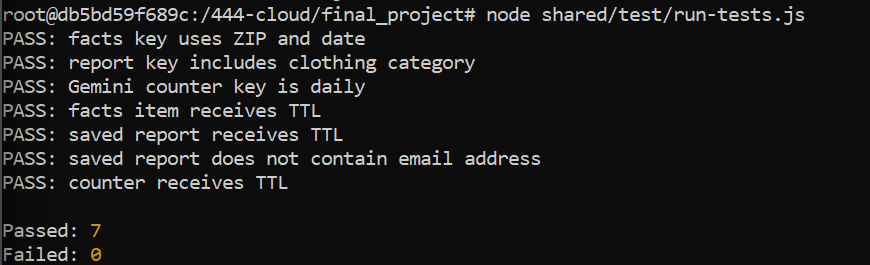 root@db5bd59f689c:/444-cloud/final_project# node shared/test/run-tests.js
PASS: facts key uses ZIP and date
PASS: report key includes clothing category
PASS: Gemini counter key is daily
PASS: facts item receives TTL
PASS: saved report receives TTL
PASS: saved report does not contain email address
PASS: counter receives TTL
Passed: 7
Failed: 0